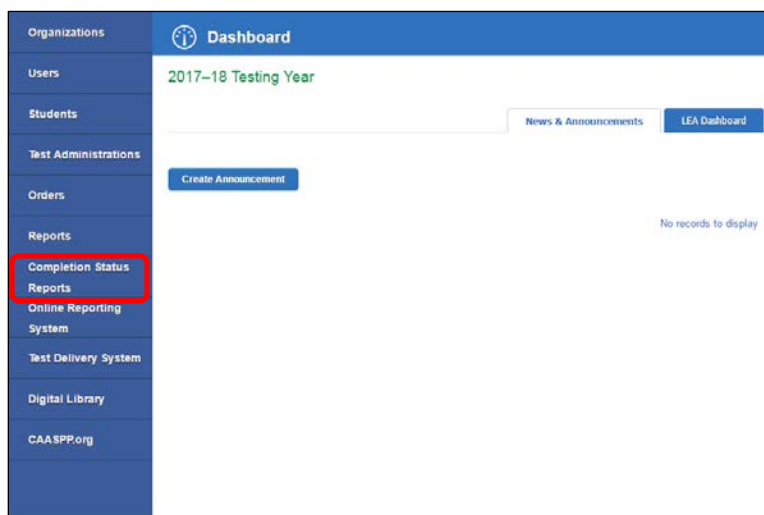 Organizations
Users
Students
Test Administrations
Orders
Reports
Completion Status
Reports
Online Reporting
System
Test Delivery System
Digital Library
CAASPP.org
Dashboard
2017–18 Testing Year
News & Announcements
LEA Dashboard
Create Announcement
No records to display